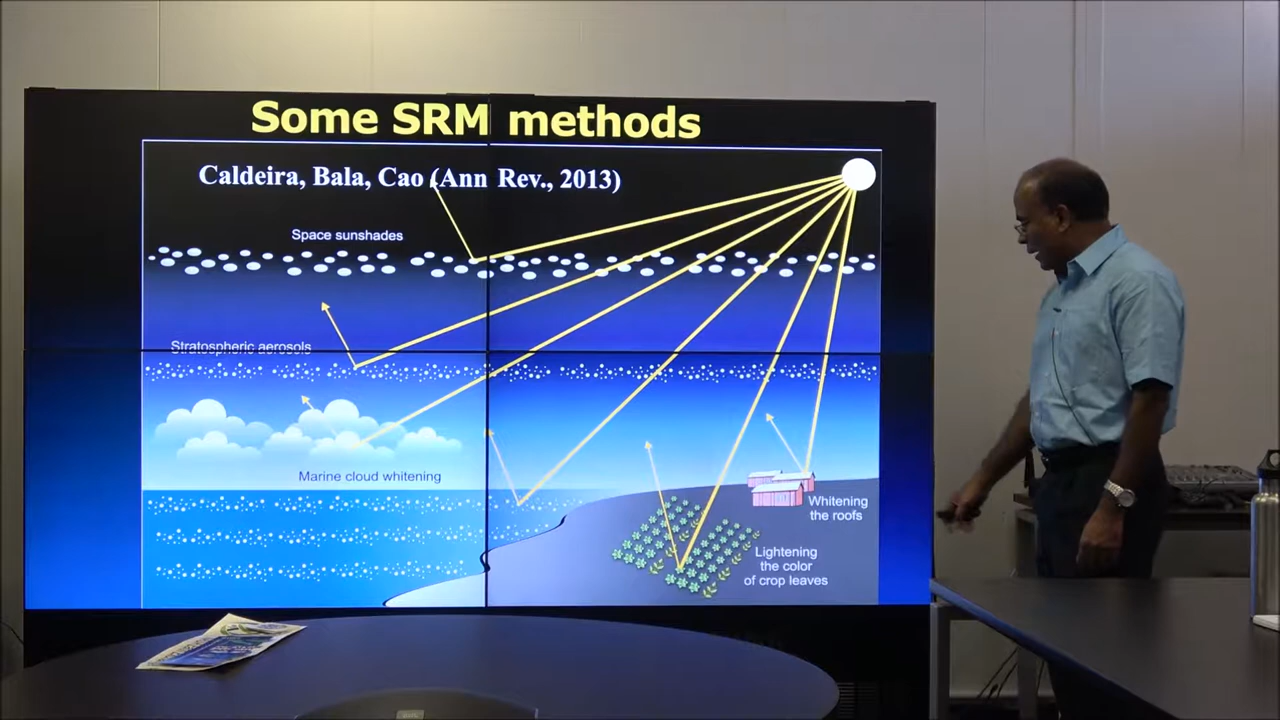 Some SRM methods
Caldeira, Bala, Cao (Ann Rev., 2013)
Space sunshades
Stratospheric aerosols
Marine cloud whitening
Whitening
the roofs
Lightening
the color
of crop leaves